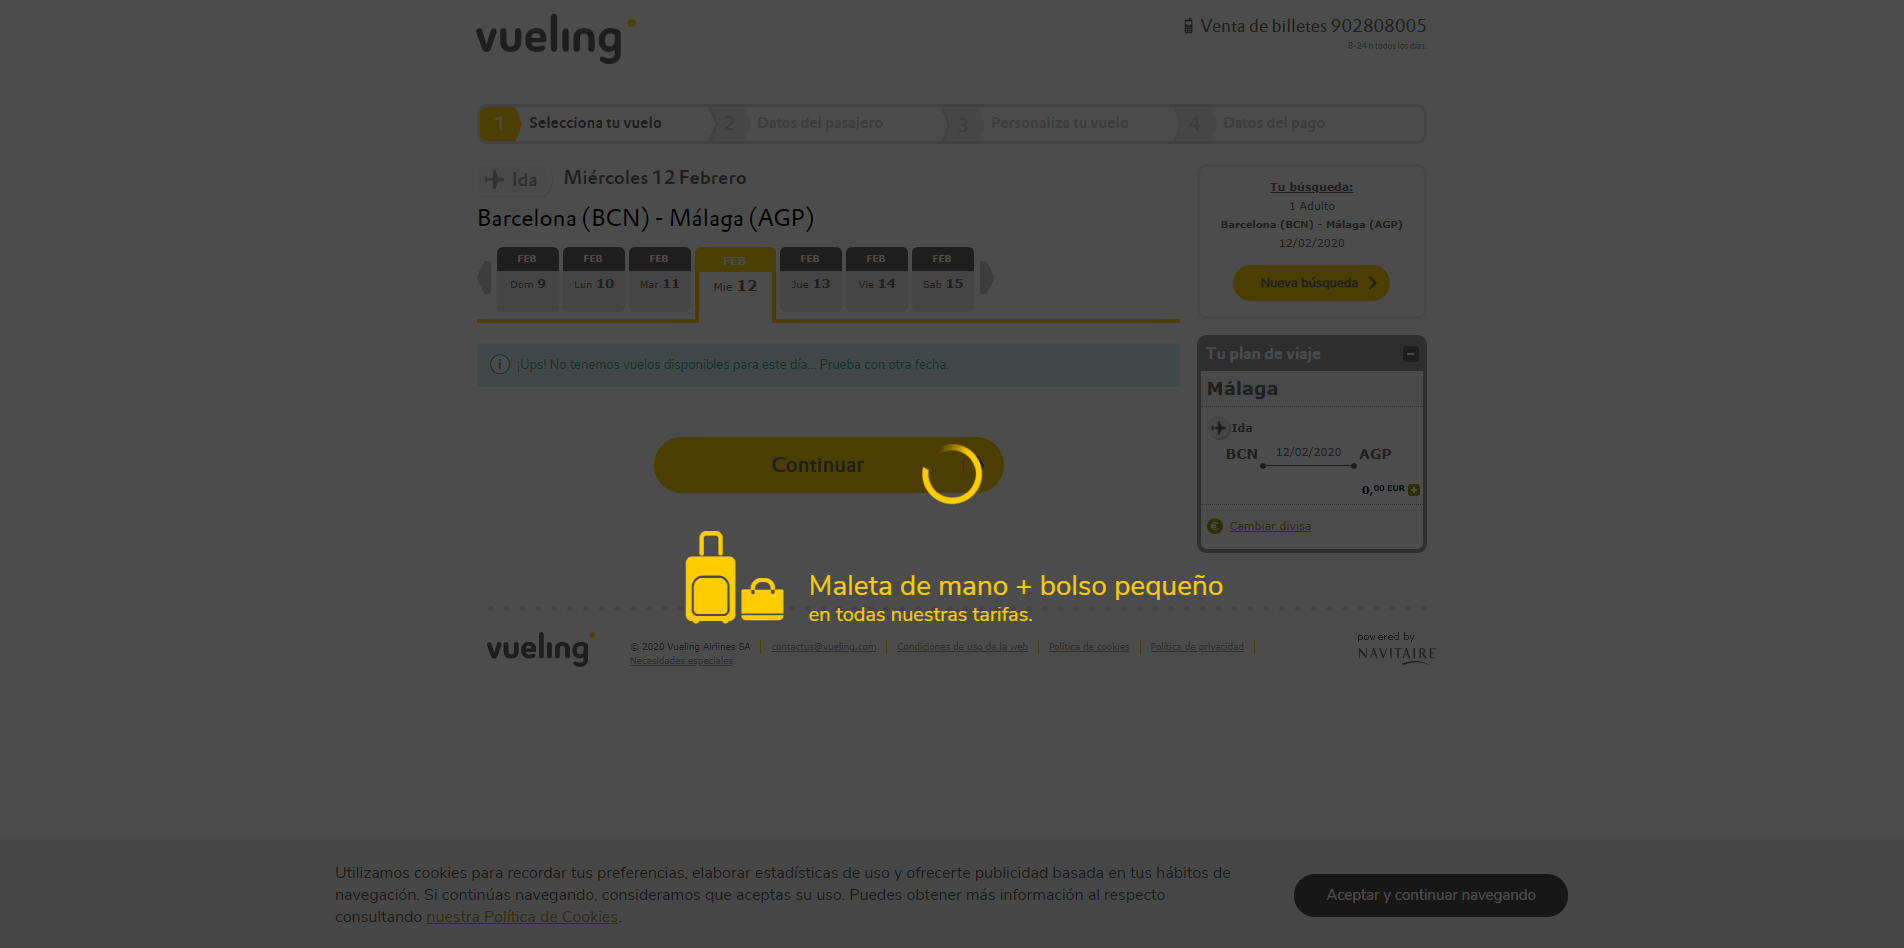 vueling
Venta de billetes 902808005
8-24 h todos los días.
1 Selecciona tu vuelo
2 Datos del pasajero
3 Personaliza tu vuelo
4 Datos del pago
Ida Miércoles 12 Febrero
Barcelona (BCN) - Málaga (AGP)
FEB FEB FEB FEB FEB FEB FEB
Dom 9 Lun 10 Mar 11 Mie 12 Jue 13 Vie 14 Sab 15
¡Ups! No tenemos vuelos disponibles para este día... Prueba con otra fecha.
Continuar
Tu búsqueda:
1 Adulto
Barcelona (BCN) - Málaga (AGP)
12/02/2020
Nueva búsqueda
Tu plan de viaje
Málaga
Ida
BCN 12/02/2020 AGP
0,00 EUR
€ Cambiar divisa
Maleta de mano + bolso pequeño
en todas nuestras tarifas.
vueling
© 2020 Vueling Airlines SA contactus@vueling.com Condiciones de uso de la web Política de cookies Política de privacidad
Necesidades especiales
powered by
NAVITAIRE
Utilizamos cookies para recordar tus preferencias, elaborar estadísticas de uso y ofrecerte publicidad basada en tus hábitos de
navegación. Si continúas navegando, consideramos que aceptas su uso. Puedes obtener más información al respecto
consultando nuestra Política de Cookies.
Aceptar y continuar navegando